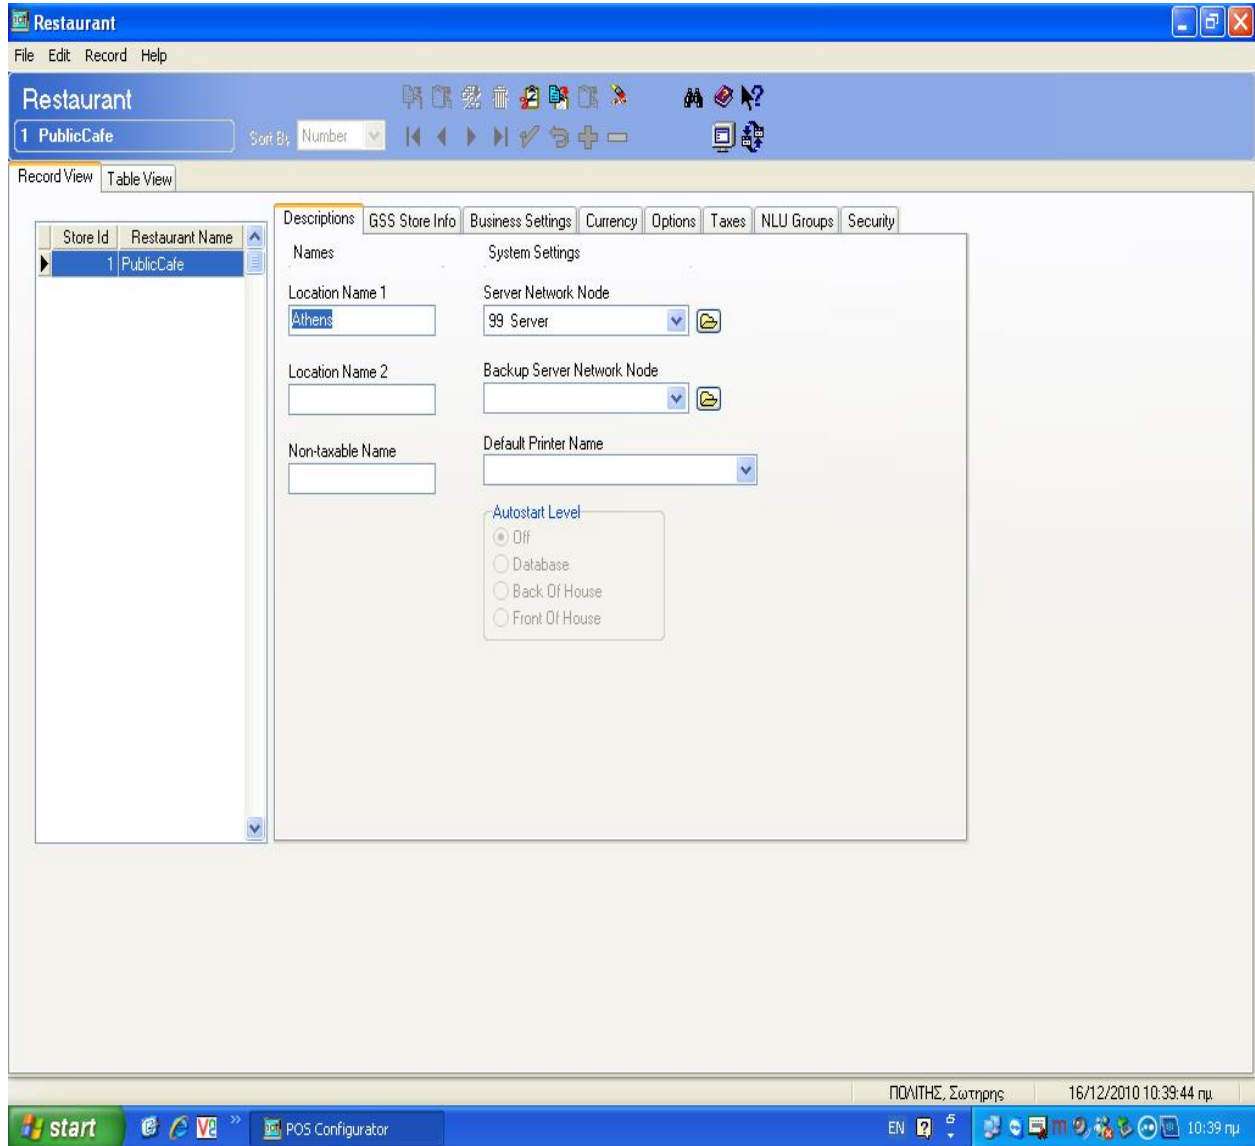 Restaurant
File Edit Record Help
Restaurant
1 PublicCafe
Sort By Number
Record View Table View
Store Id Restaurant Name
1 PublicCafe
Descriptions GSS Store Info Business Settings Currency Options Taxes NLU Groups Security
Names
System Settings
Location Name 1
Athens
Server Network Node
99 Server
Location Name 2
Backup Server Network Node
Non-taxable Name
Default Printer Name
Autostart Level
Off
Database
Back Of House
Front Of House
ΠΟΛΙΤΗΣ, Σωτηρης 16/12/2010 10:39:44 πμ
start POS Configurator EN 10:39 πμ